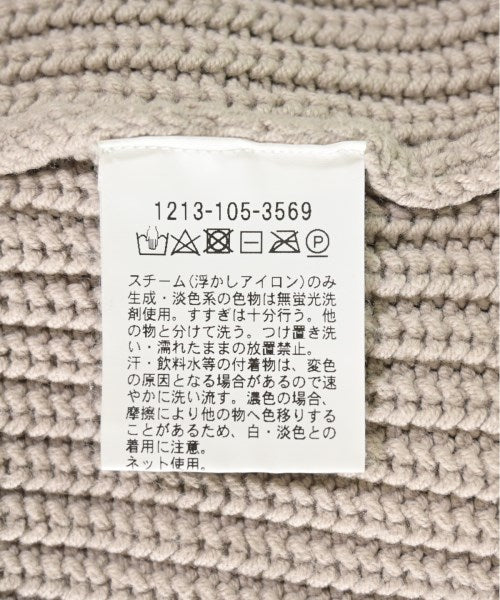 1213-105-3569
P
スチーム(浮かしアイロン)のみ
生成・淡色系の色物は無蛍光洗
剤使用。すすぎは十分行う。他
の物と分けて洗う。つけ置き洗
い・濡れたままの放置禁止。
汗・飲料水等の付着物は、変色
の原因となる場合があるので速
やかに洗い流す。濃色の場合、
摩擦により他の物へ色移りする
ことがあるため、白・淡色との
着用に注意。
ネット使用。